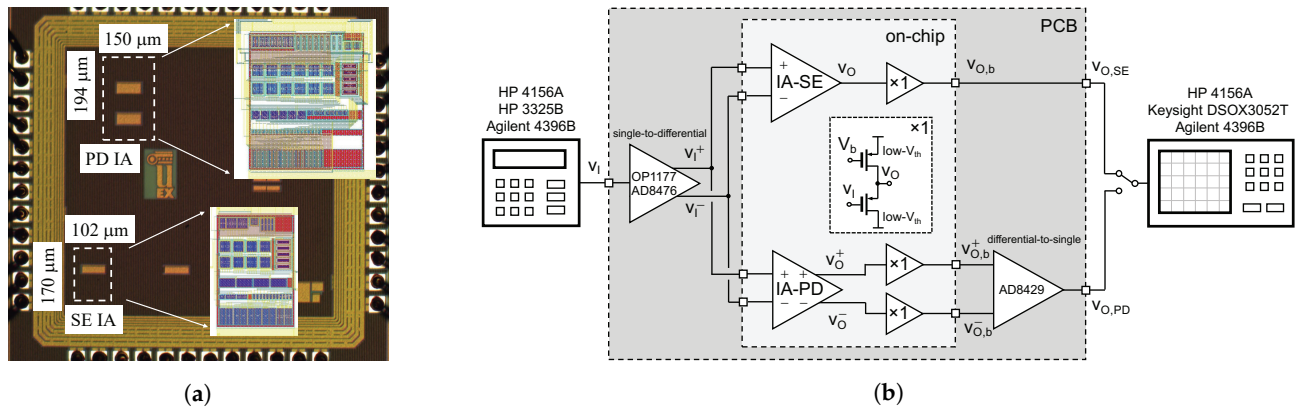 150 μm
194 μm
PD IA
UEX
102 μm
170 μm
SE IA
(a)
PCB
on-chip
HP 4156A
HP 3325B
Agilent 4396B
v_I
single-to-differential
OP1177
AD8476
v_I^+
v_I^−
+
IA-SE
−
v_O
×1
v_O,b
v_O,SE
×1
V_b
low-V_th
v_O
v_I
low-V_th
+ +
IA-PD
− −
v_O^+
×1
v_O,b^+
v_O^−
×1
v_O,b^−
differential-to-single
AD8429
v_O,PD
HP 4156A
Keysight DSOX3052T
Agilent 4396B
(b)